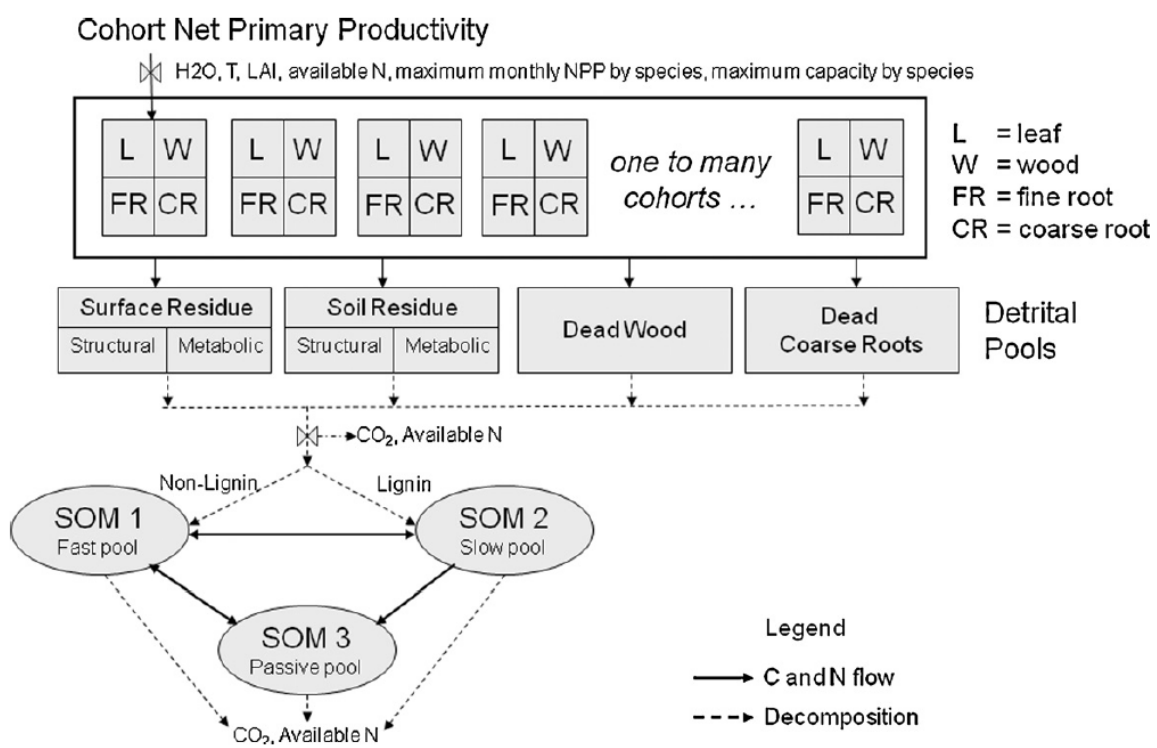 Cohort Net Primary Productivity
H2O, T, LAI, available N, maximum monthly NPP by species, maximum capacity by species
L W L W L W L W L W
FR CR FR CR FR CR FR CR FR CR
one to many
cohorts ...
L = leaf
W = wood
FR = fine root
CR = coarse root
Surface Residue
Structural Metabolic
Soil Residue
Structural Metabolic
Dead Wood
Dead
Coarse Roots
Detrital
Pools
CO₂, Available N
Non-Lignin
Lignin
SOM 1
Fast pool
SOM 2
Slow pool
SOM 3
Passive pool
CO₂, Available N
Legend
C and N flow
Decomposition